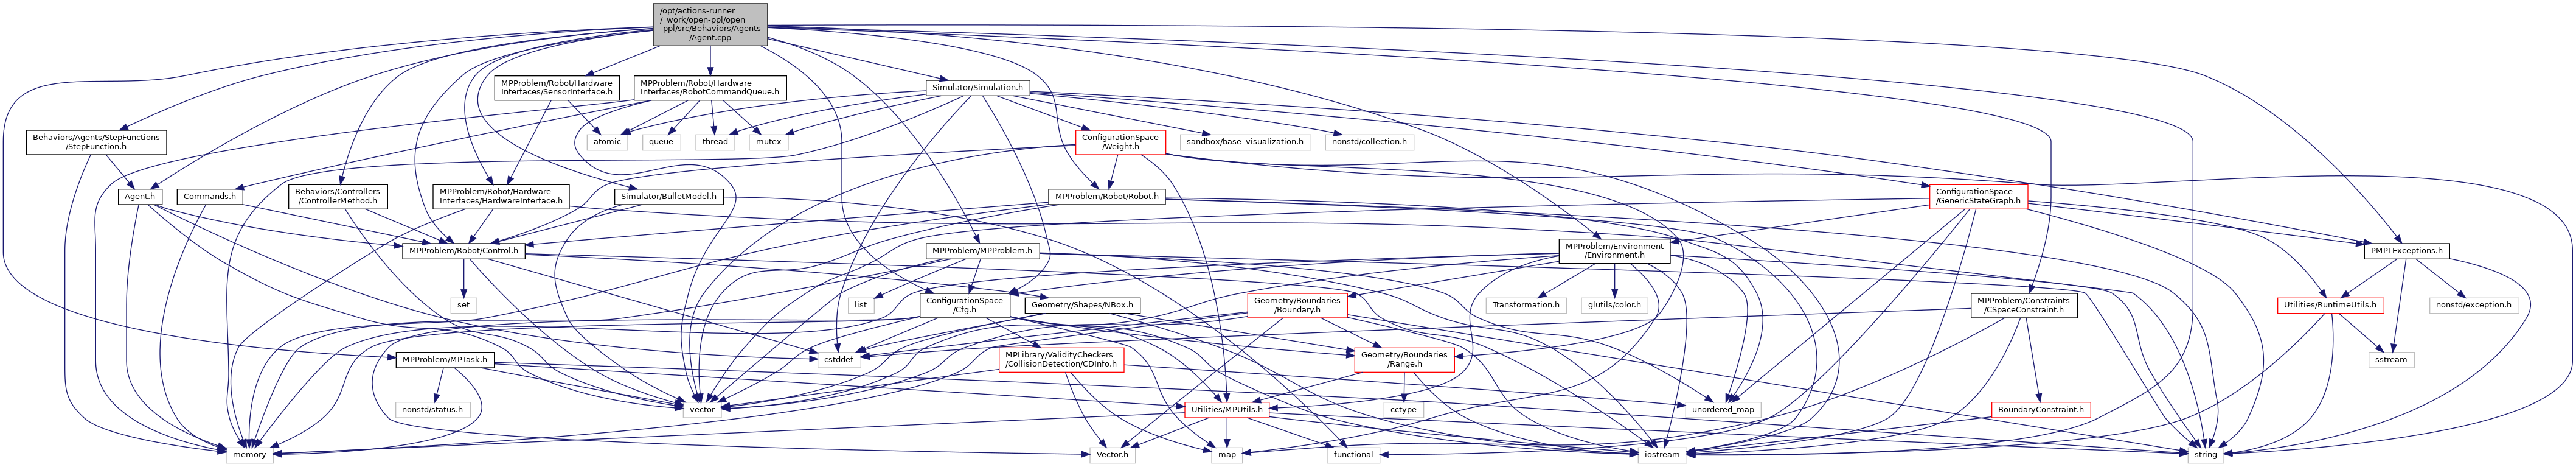 /opt/actions-runner
/_work/open-ppl/open
-ppl/src/Behaviors/Agents
/Agent.cpp
MPProblem/Robot/Hardware
Interfaces/SensorInterface.h
MPProblem/Robot/Hardware
Interfaces/RobotCommandQueue.h
Simulator/Simulation.h
Behaviors/Agents/StepFunctions
/StepFunction.h
atomic
queue
thread
mutex
ConfigurationSpace
/Weight.h
sandbox/base_visualization.h
nonstd/collection.h
Agent.h
Commands.h
Behaviors/Controllers
/ControllerMethod.h
MPProblem/Robot/Hardware
Interfaces/HardwareInterface.h
Simulator/BulletModel.h
MPProblem/Robot/Robot.h
ConfigurationSpace
/GenericStateGraph.h
MPProblem/Robot/Control.h
MPProblem/MPProblem.h
MPProblem/Environment
/Environment.h
PMPLExceptions.h
set
list
ConfigurationSpace
/Cfg.h
Geometry/Shapes/NBox.h
Geometry/Boundaries
/Boundary.h
Transformation.h
glutils/color.h
MPProblem/Constraints
/CSpaceConstraint.h
Utilities/RuntimeUtils.h
nonstd/exception.h
MPProblem/MPTask.h
cstddef
MPLibrary/ValidityCheckers
/CollisionDetection/CDInfo.h
Geometry/Boundaries
/Range.h
sstream
nonstd/status.h
vector
Utilities/MPUtils.h
cctype
unordered_map
BoundaryConstraint.h
memory
Vector.h
map
functional
iostream
string